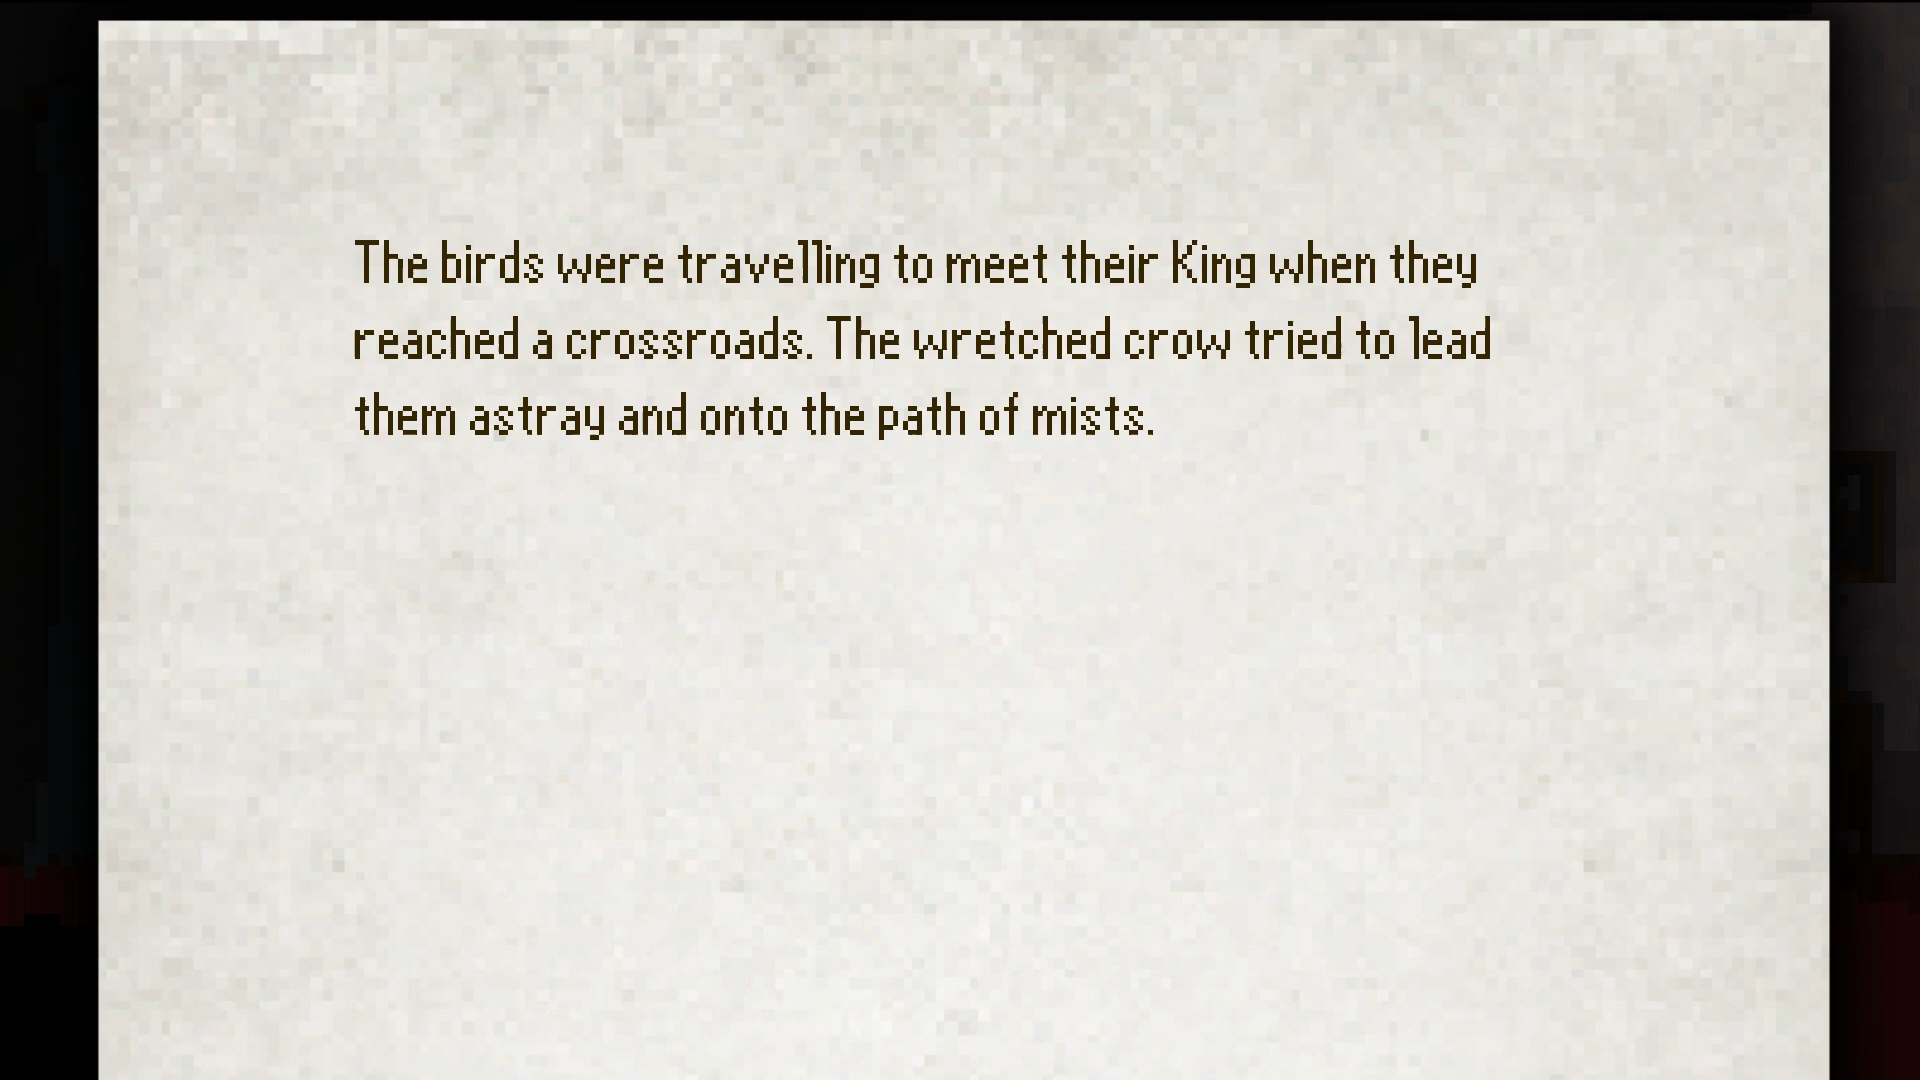 The birds were travelling to meet their King when they
reached a crossroads. The wretched crow tried to lead
them astray and onto the path of mists.